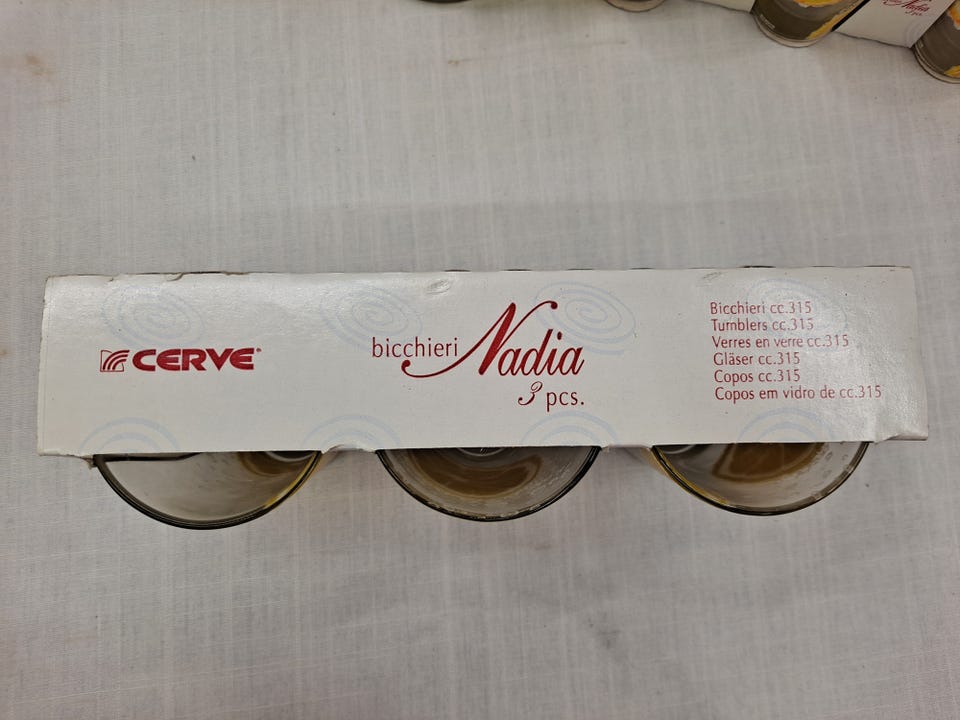 CERVE
bicchieri Nadia
3 pcs.
Bicchieri cc.315
Tumblers cc.315
Verres en verre cc.315
Gläser cc.315
Copos cc.315
Copos em vidro de cc.315
Nadia